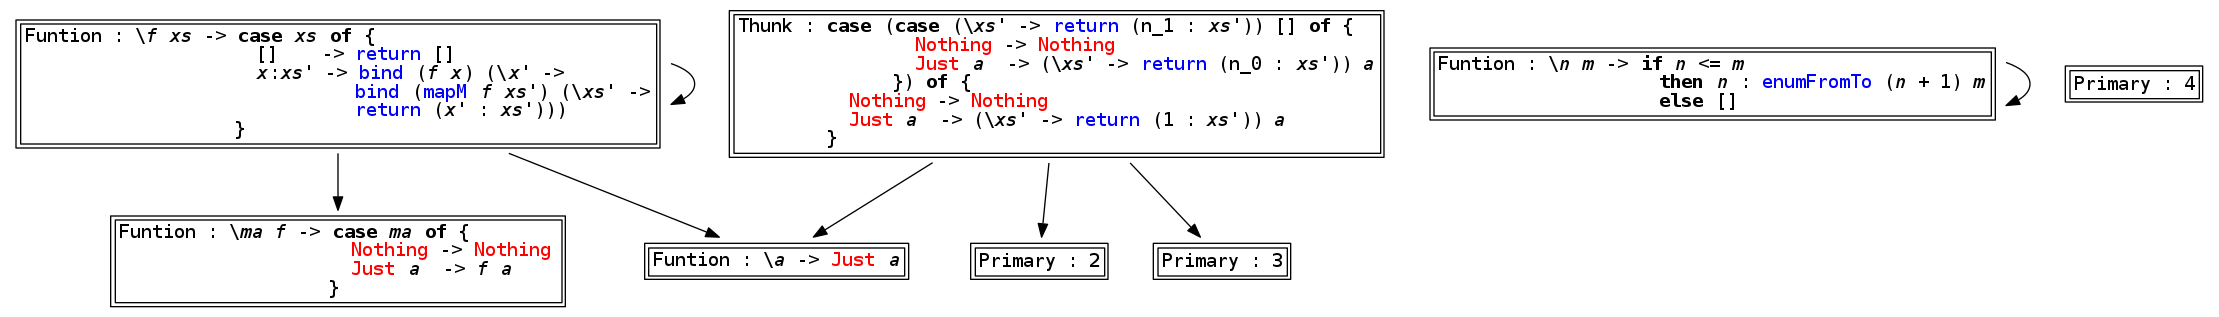 Funtion : \f xs -> case xs of {
[]    -> return []
x:xs' -> bind (f x) (\x' ->
bind (mapM f xs') (\xs' ->
return (x' : xs')))
}
Thunk : case (case (\xs' -> return (n_1 : xs')) [] of {
Nothing -> Nothing
Just a  -> (\xs' -> return (n_0 : xs')) a
}) of {
Nothing -> Nothing
Just a  -> (\xs' -> return (1 : xs')) a
}
Funtion : \n m -> if n <= m
then n : enumFromTo (n + 1) m
else []
Primary : 4
Funtion : \ma f -> case ma of {
Nothing -> Nothing
Just a  -> f a
}
Funtion : \a -> Just a
Primary : 2
Primary : 3